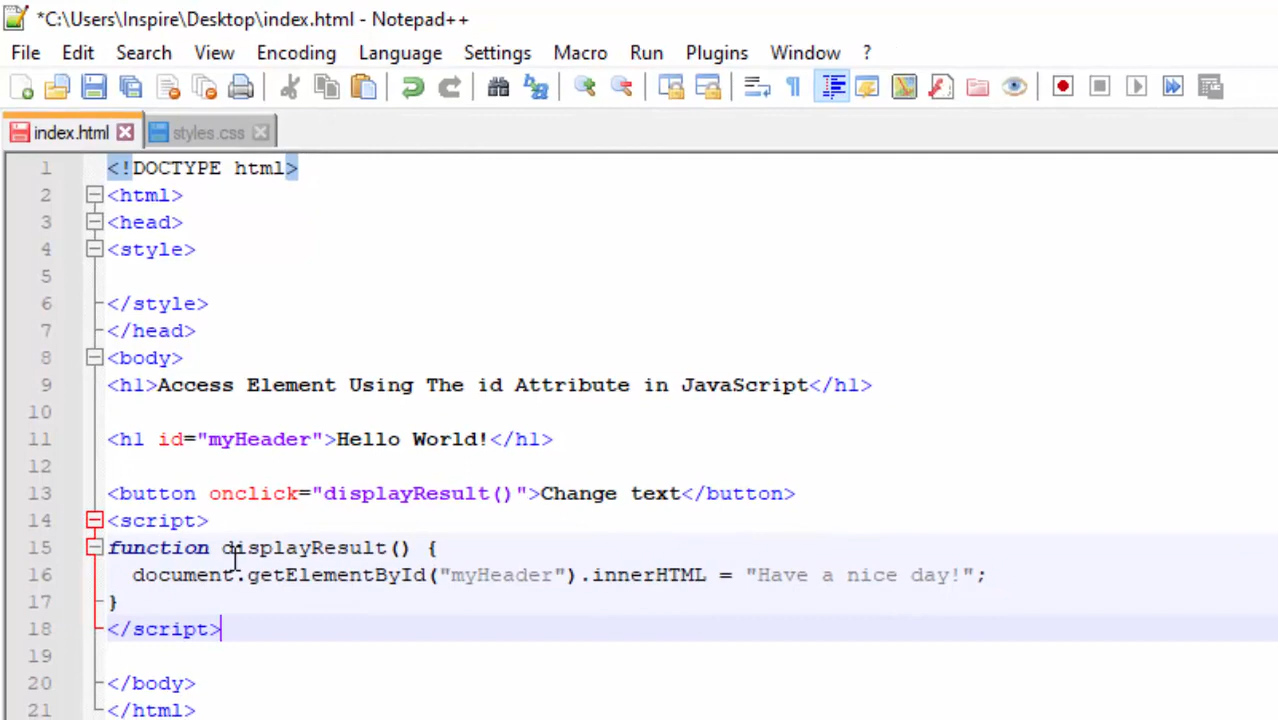 *C:\Users\Inspire\Desktop\index.html - Notepad++
File Edit Search View Encoding Language Settings Macro Run Plugins Window ?
index.html styles.css
1 <!DOCTYPE html>
2 <html>
3 <head>
4 <style>
5
6 </style>
7 </head>
8 <body>
9 <h1>Access Element Using The id Attribute in JavaScript</h1>
10
11 <h1 id="myHeader">Hello World!</h1>
12
13 <button onclick="displayResult()">Change text</button>
14 <script>
15 function displayResult() {
16 document.getElementById("myHeader").innerHTML = "Have a nice day!";
17 }
18 </script>
19
20 </body>
21 </html>